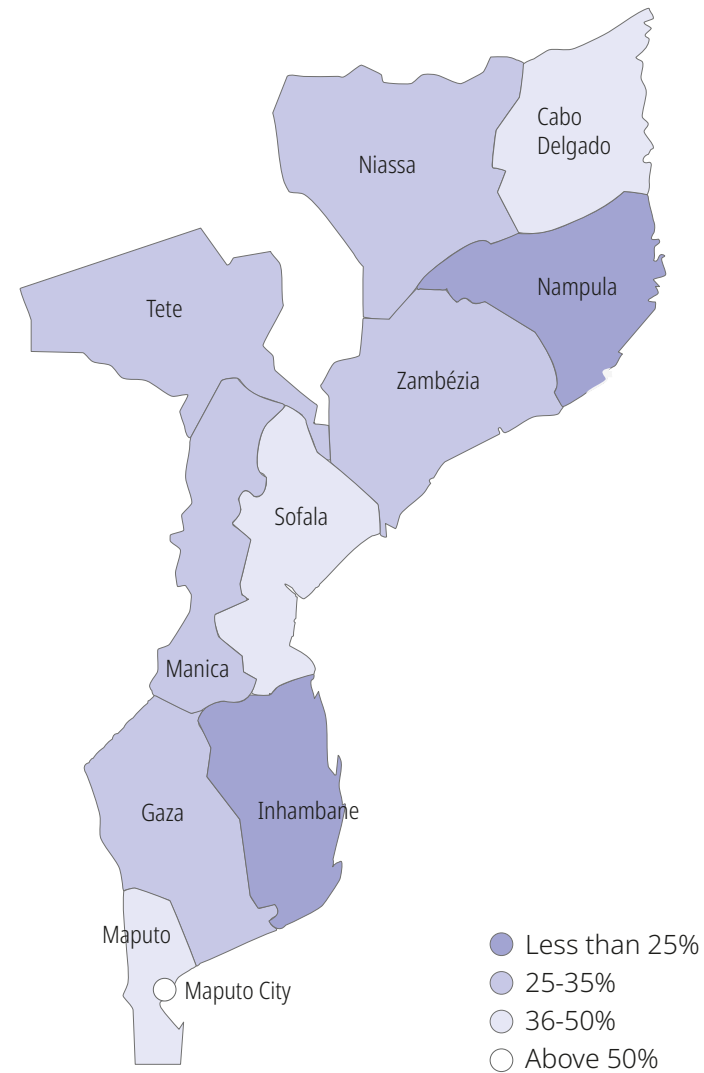 Cabo
Delgado
Niassa
Nampula
Tete
Zambézia
Sofala
Manica
Inhambane
Gaza
Maputo
Maputo City
Less than 25%
25-35%
36-50%
Above 50%